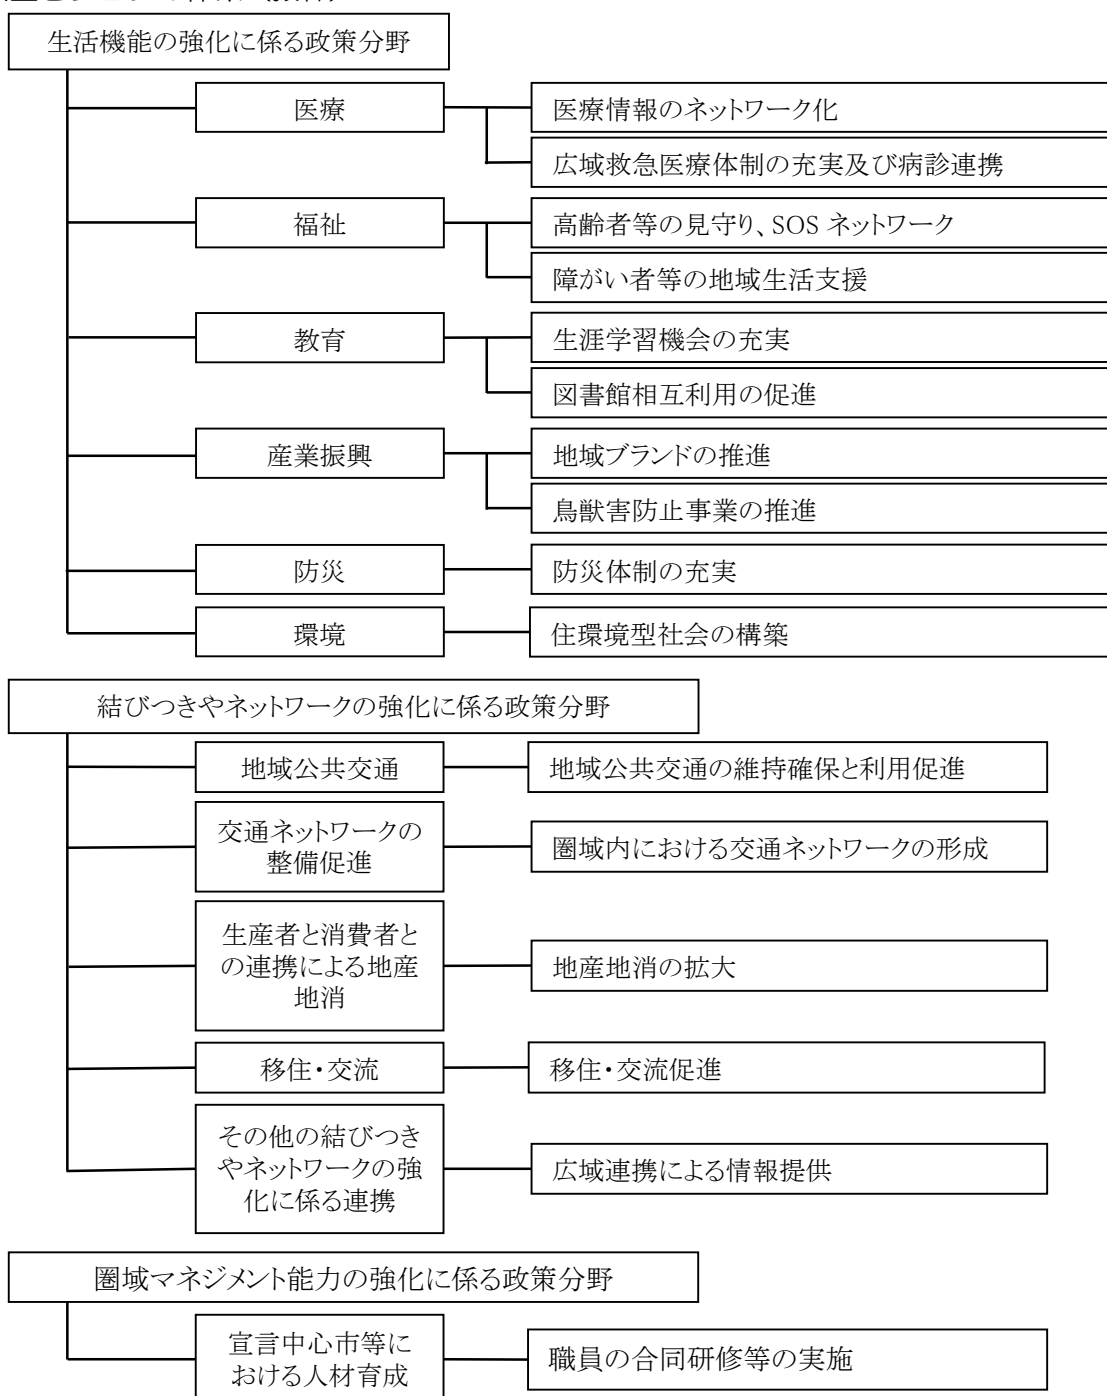 生活機能の強化に係る政策分野
医療
医療情報のネットワーク化
広域救急医療体制の充実及び病診連携
福祉
高齢者等の見守り、SOS ネットワーク
障がい者等の地域生活支援
教育
生涯学習機会の充実
図書館相互利用の促進
産業振興
地域ブランドの推進
鳥獣害防止事業の推進
防災
防災体制の充実
環境
住環境型社会の構築
結びつきやネットワークの強化に係る政策分野
地域公共交通
地域公共交通の維持確保と利用促進
交通ネットワークの
整備促進
圏域内における交通ネットワークの形成
生産者と消費者と
の連携による地産
地消
地産地消の拡大
移住・交流
移住・交流促進
その他の結びつき
やネットワークの強
化に係る連携
広域連携による情報提供
圏域マネジメント能力の強化に係る政策分野
宣言中心市等に
おける人材育成
職員の合同研修等の実施